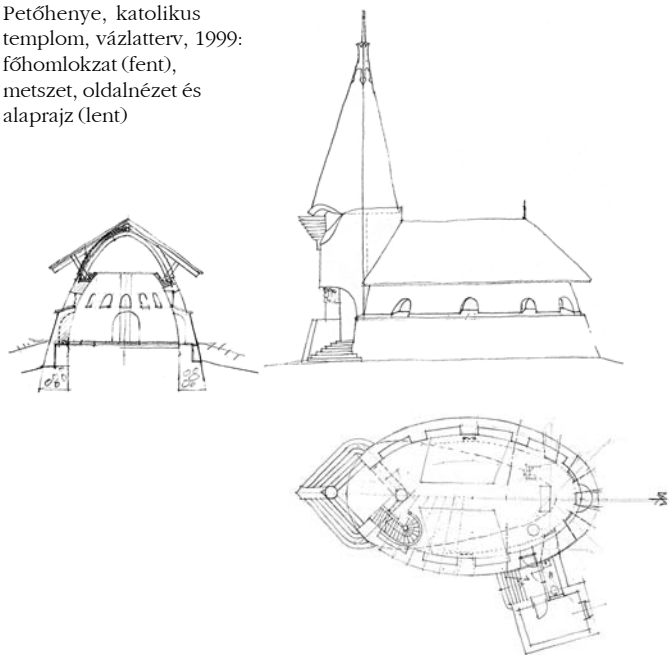 Petőhenye, katolikus
templom, vázlatterv, 1999:
főhomlokzat (fent),
metszet, oldalnézet és
alaprajz (lent)